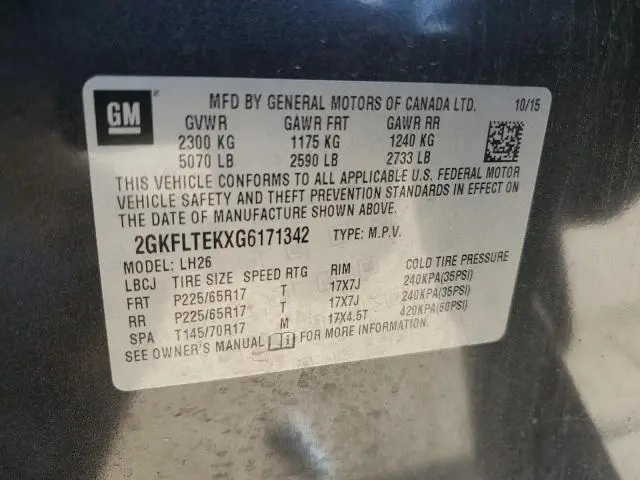 GM
MFD BY GENERAL MOTORS OF CANADA LTD. 10/15
GVWR GAWR FRT GAWR RR
2300 KG 1175 KG 1240 KG
5070 LB 2590 LB 2733 LB
THIS VEHICLE CONFORMS TO ALL APPLICABLE U.S. FEDERAL MOTOR
VEHICLE SAFETY AND THEFT PREVENTION STANDARDS IN EFFECT ON
THE DATE OF MANUFACTURE SHOWN ABOVE.
2GKFLTEKXG6171342 TYPE: M.P.V.
MODEL: LH26
LBCJ TIRE SIZE SPEED RTG RIM COLD TIRE PRESSURE
FRT P225/65R17 T 17X7J 240KPA(35PSI)
RR P225/65R17 T 17X7J 240KPA(35PSI)
SPA T145/70R17 M 17X4.5T 420KPA(60PSI)
SEE OWNER'S MANUAL FOR MORE INFORMATION.